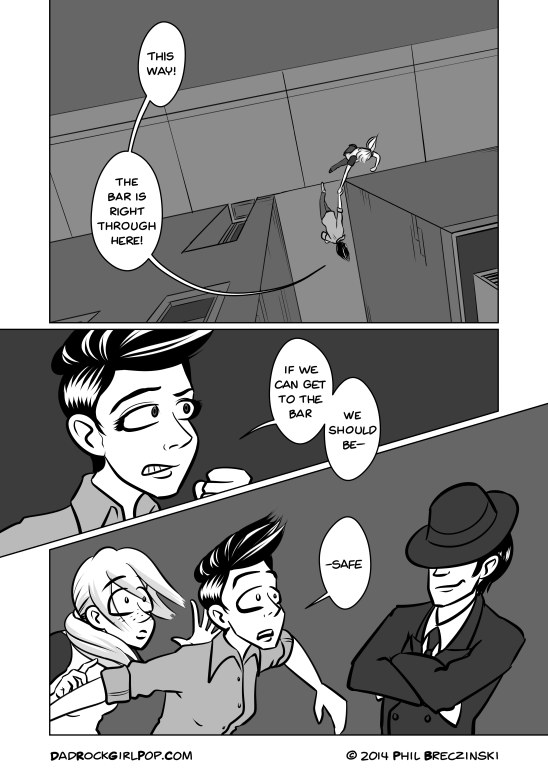 THIS
WAY!
THE
BAR IS
RIGHT
THROUGH
HERE!
IF WE
CAN GET
TO THE
BAR
WE
SHOULD
BE—
-SAFE
DADROCKGIRLPOP.COM
© 2014 PHIL BRECZINSKI